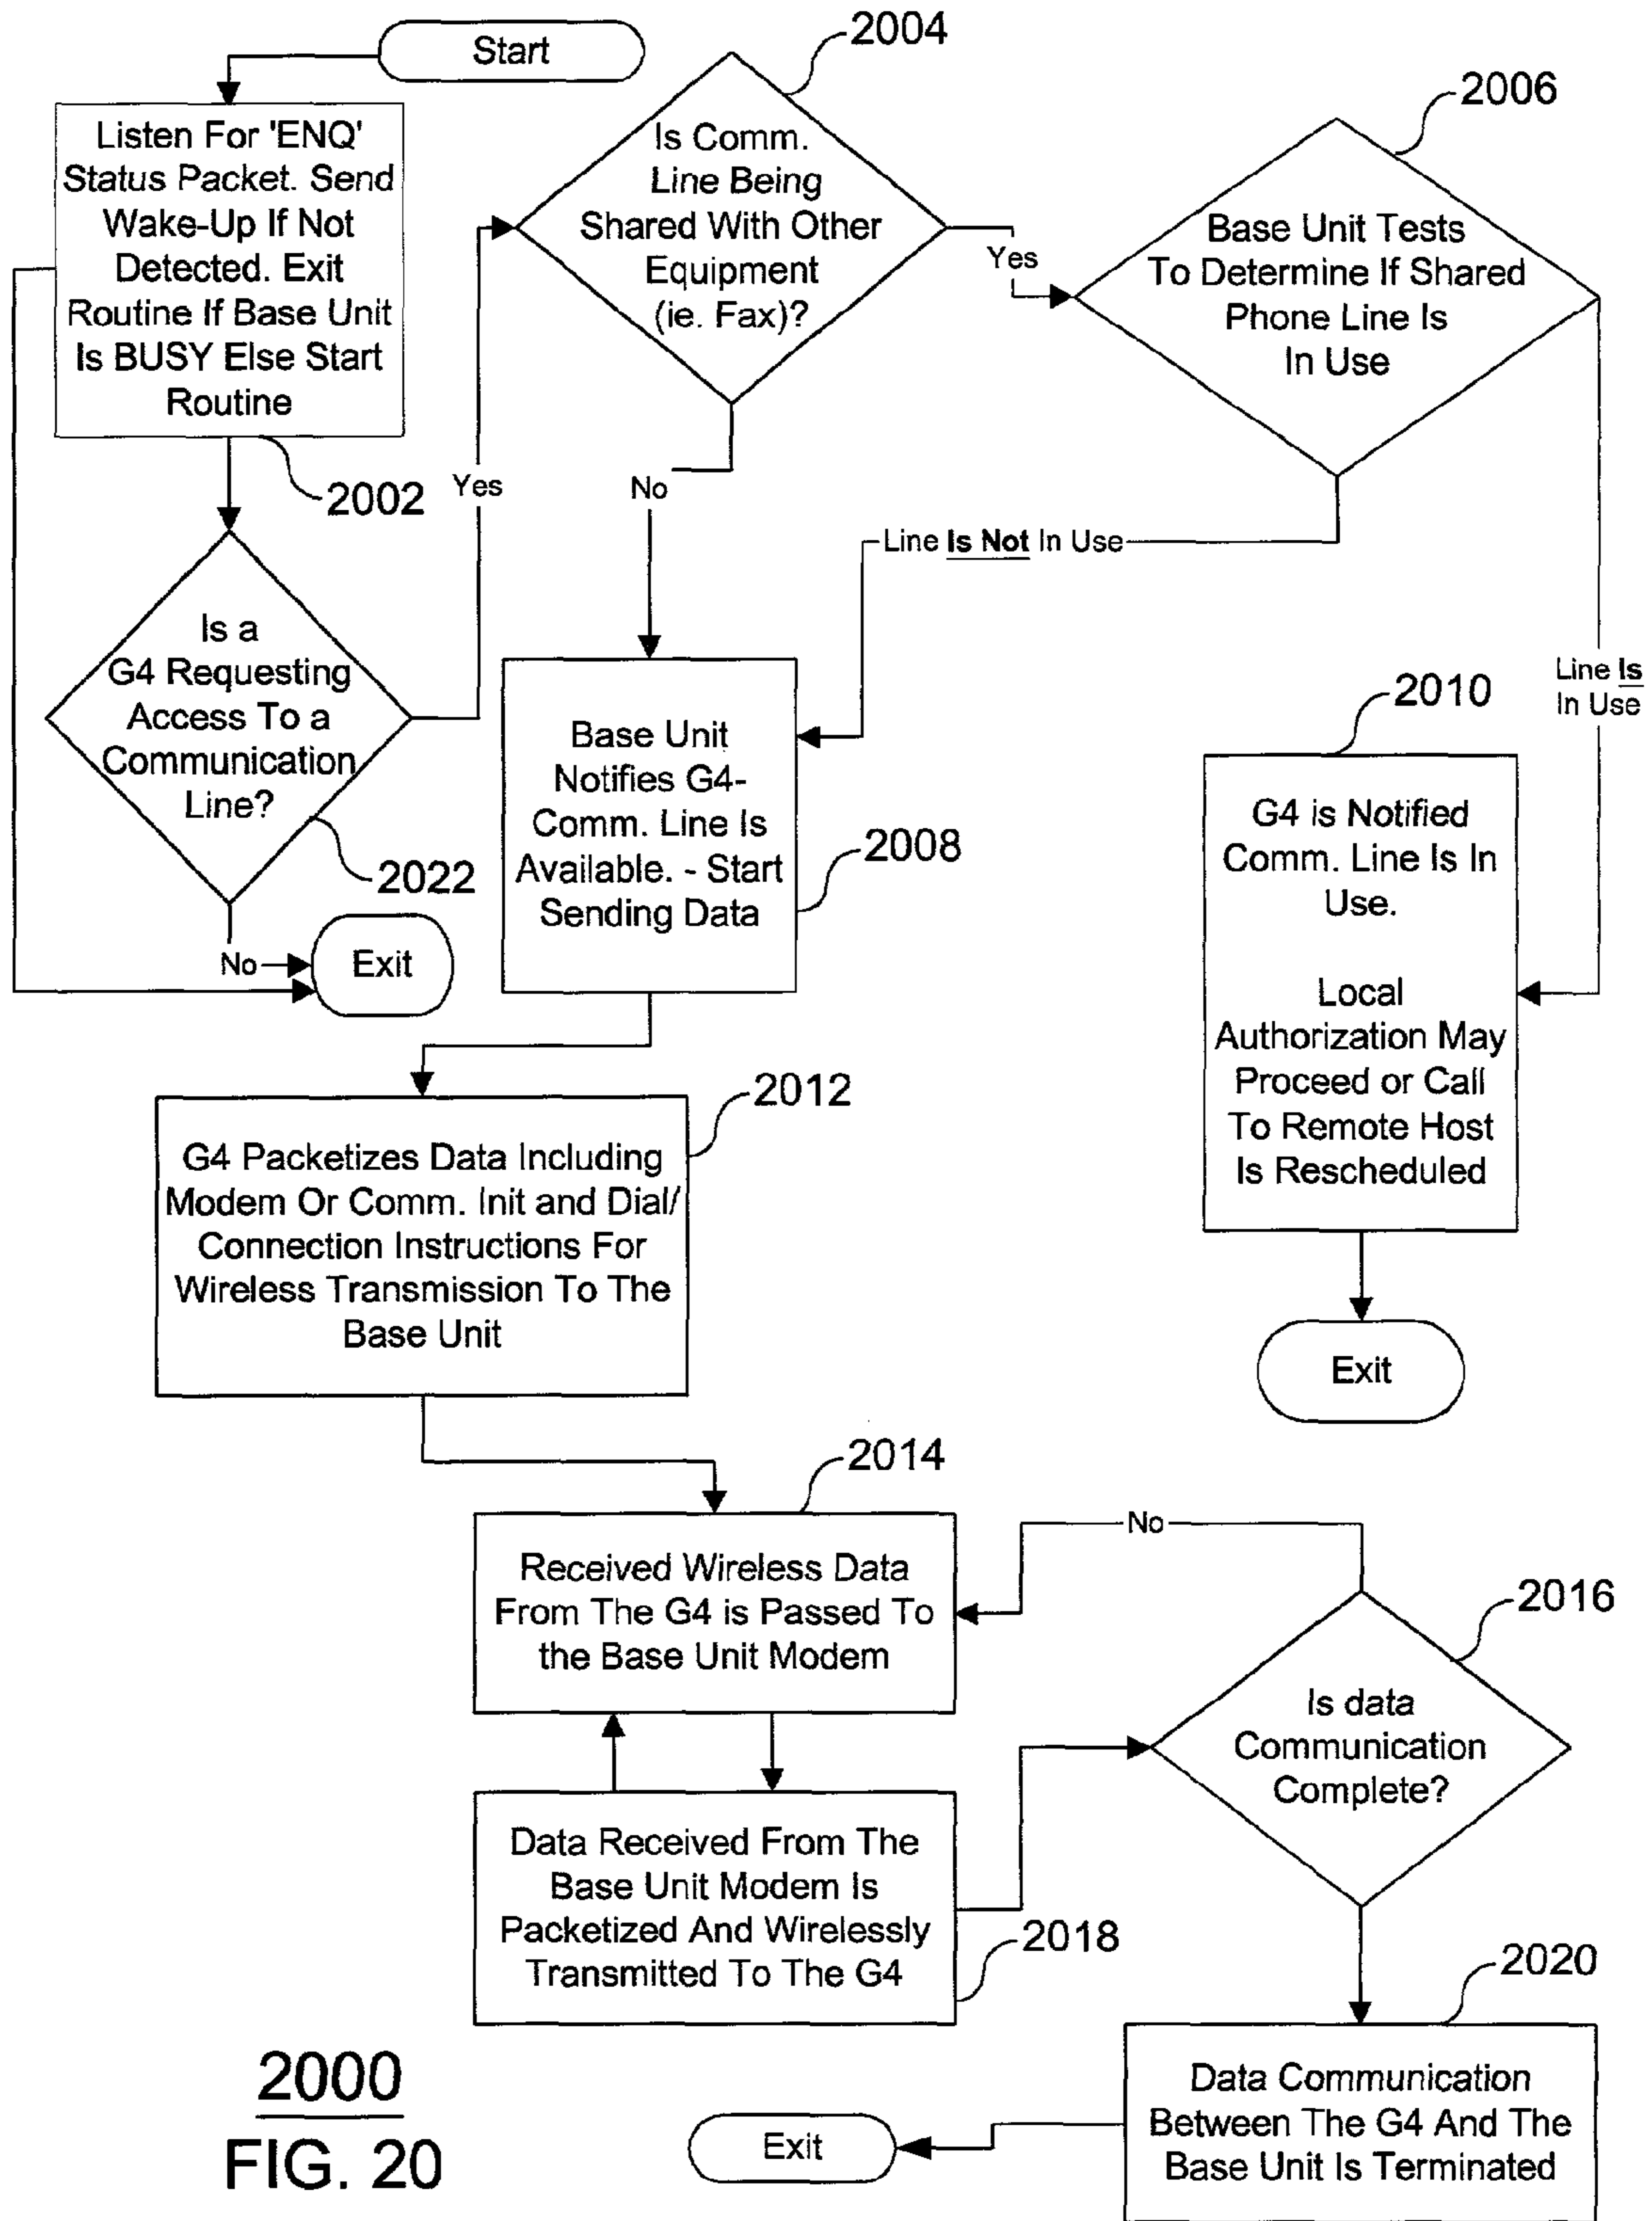 Start
Listen For 'ENQ'
Status Packet. Send
Wake-Up If Not
Detected. Exit
Routine If Base Unit
Is BUSY Else Start
Routine
2002
Is a
G4 Requesting
Access To a
Communication
Line?
2022
No
Exit
Yes
2004
Is Comm.
Line Being
Shared With Other
Equipment
(ie. Fax)?
Yes
No
2006
Base Unit Tests
To Determine If Shared
Phone Line Is
In Use
Line Is Not In Use
Line Is
In Use
Base Unit
Notifies G4-
Comm. Line Is
Available. - Start
Sending Data
2008
2010
G4 is Notified
Comm. Line Is In
Use.
Local
Authorization May
Proceed or Call
To Remote Host
Is Rescheduled
Exit
2012
G4 Packetizes Data Including
Modem Or Comm. Init and Dial/
Connection Instructions For
Wireless Transmission To The
Base Unit
2014
Received Wireless Data
From The G4 is Passed To
the Base Unit Modem
No
2016
Is data
Communication
Complete?
Data Received From The
Base Unit Modem Is
Packetized And Wirelessly
Transmitted To The G4
2018
2020
Data Communication
Between The G4 And The
Base Unit Is Terminated
Exit
2000
FIG. 20